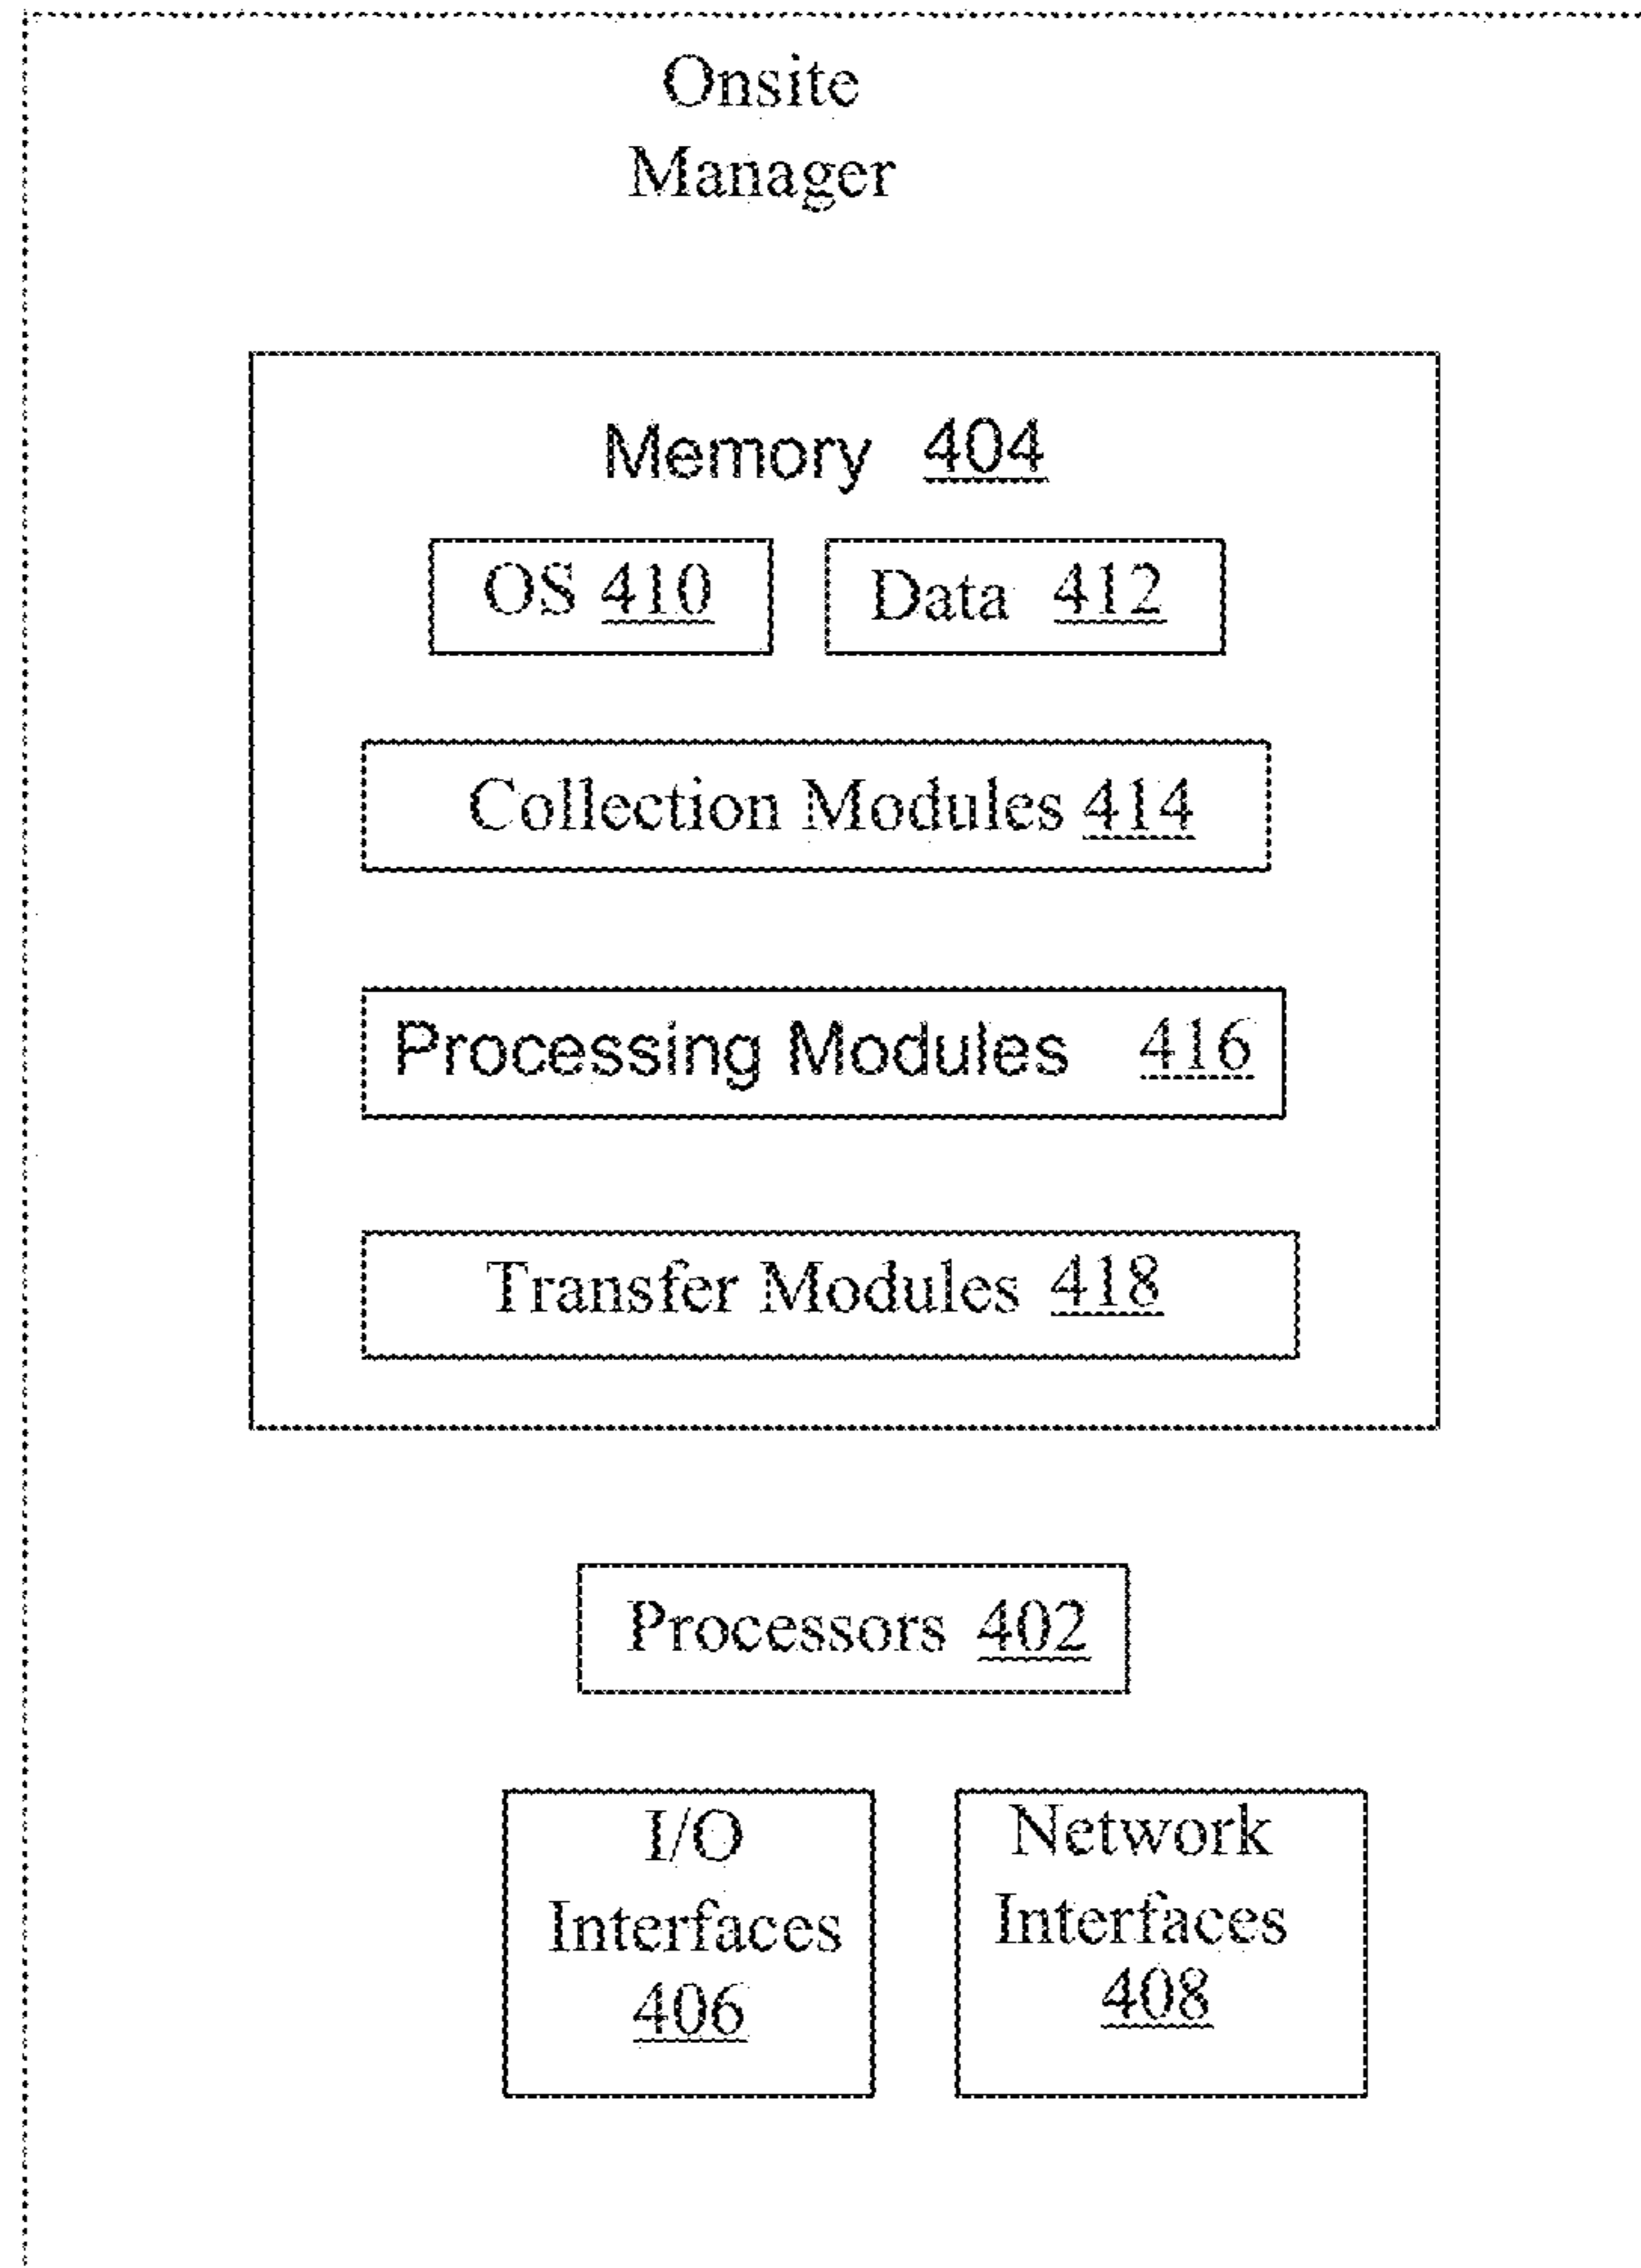 Onsite
Manager
Memory 404
OS 410 Data 412
Collection Modules 414
Processing Modules 416
Transfer Modules 418
Processors 402
I/O
Interfaces
406
Network
Interfaces
408